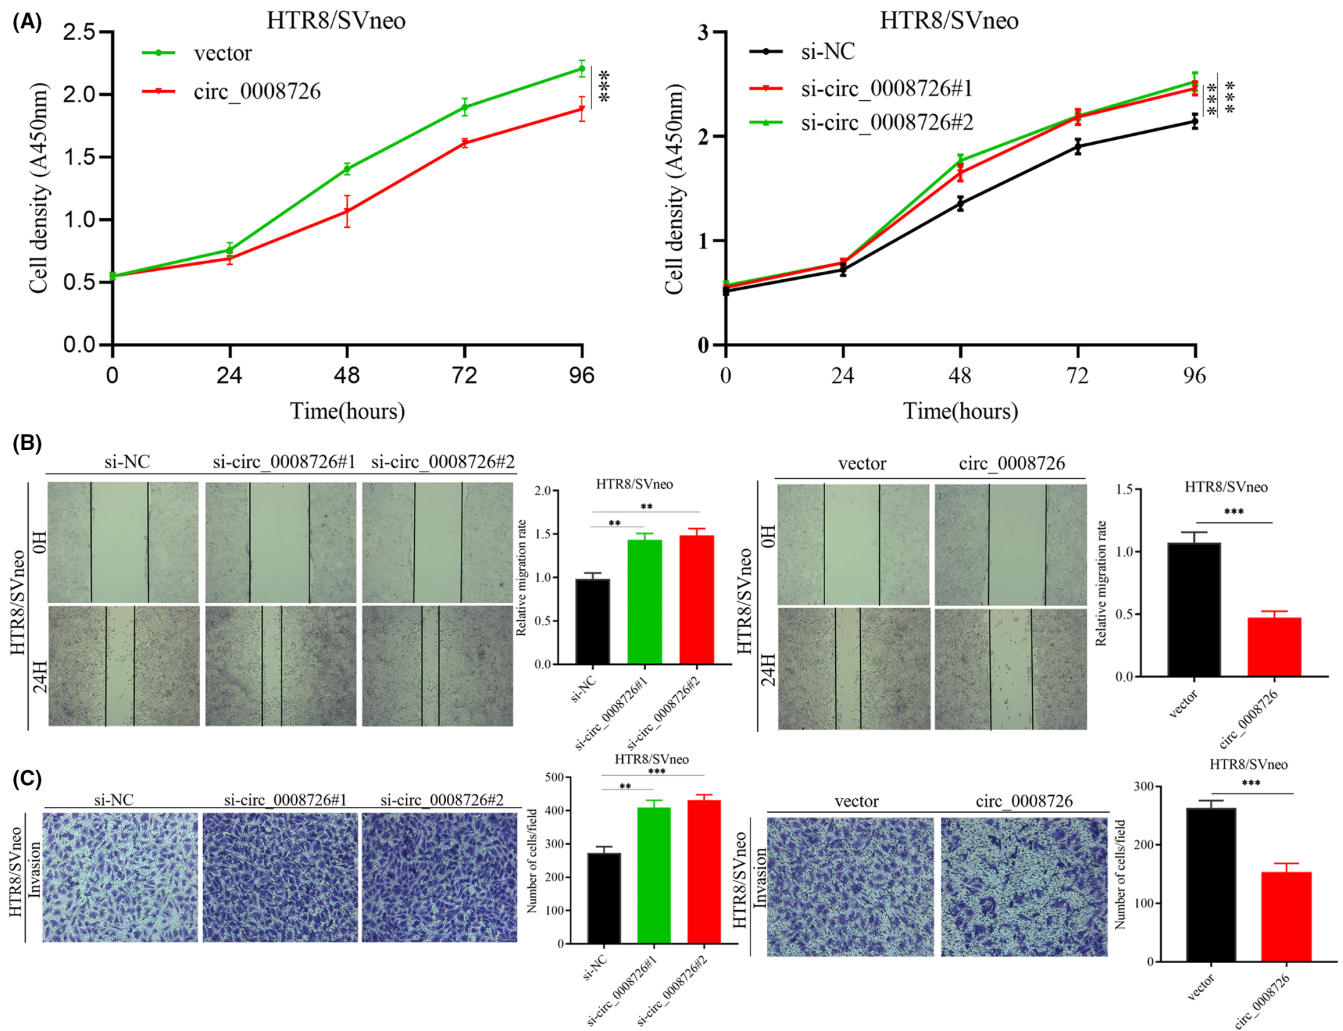 (A)
HTR8/SVneo
Cell density (A450nm)
2.5
2.0
1.5
1.0
0.5
0.0
vector
circ_0008726
***
0 24 48 72 96
Time(hours)
HTR8/SVneo
Cell density (A450nm)
3
2
1
0
si-NC
si-circ_0008726#1
si-circ_0008726#2
***
***
0 24 48 72 96
Time(hours)
(B)
si-NC si-circ_0008726#1 si-circ_0008726#2
HTR8/SVneo
0H
24H
HTR8/SVneo
Relative migration rate
2.0
1.5
1.0
0.5
0.0
**
**
si-NC
si-circ_0008726#1
si-circ_0008726#2
vector circ_0008726
HTR8/SVneo
0H
24H
HTR8/SVneo
Relative migration rate
1.5
1.0
0.5
0.0
***
vector
circ_0008726
(C)
si-NC si-circ_0008726#1 si-circ_0008726#2
HTR8/SVneo
Invasion
HTR8/SVneo
Number of cells/field
500
400
300
200
100
0
***
**
si-NC
si-circ_0008726#1
si-circ_0008726#2
vector circ_0008726
HTR8/SVneo
Invasion
HTR8/SVneo
Number of cells/field
300
200
100
0
***
vector
circ_0008726